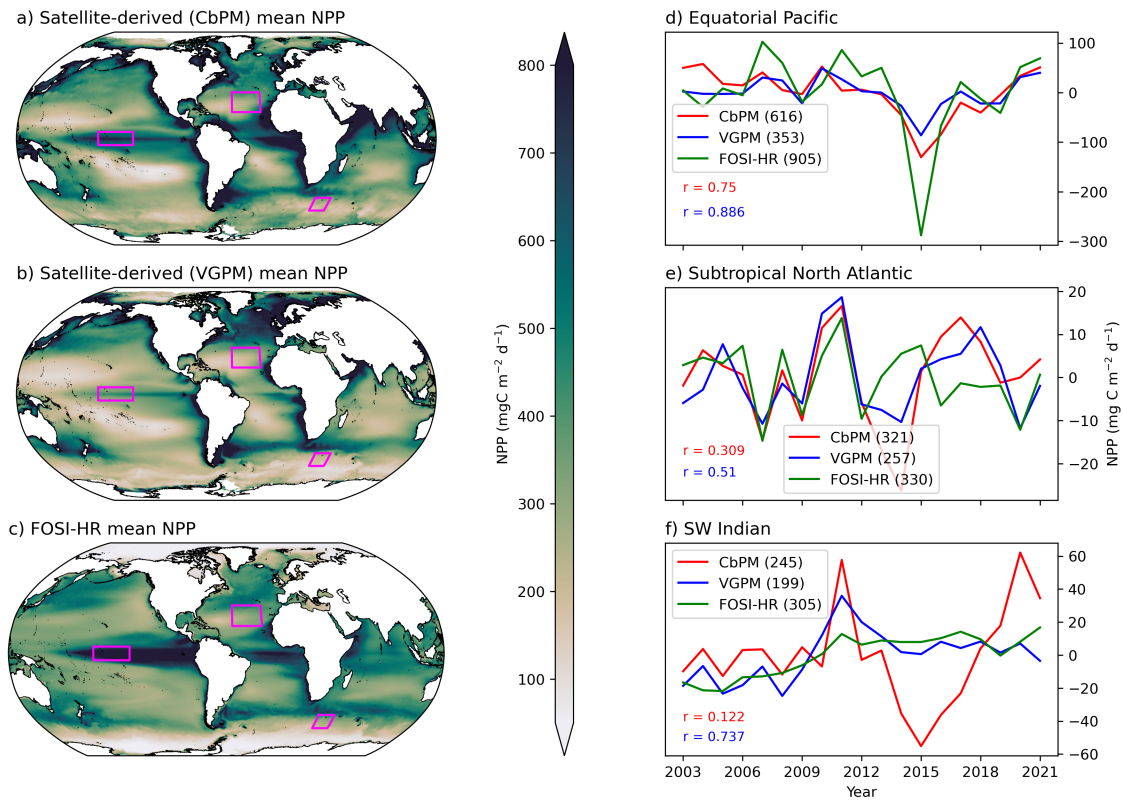 a) Satellite-derived (CbPM) mean NPP
b) Satellite-derived (VGPM) mean NPP
c) FOSI-HR mean NPP
800
700
600
500
400
300
200
100
NPP (mgC m⁻² d⁻¹)
d) Equatorial Pacific
CbPM (616)
VGPM (353)
FOSI-HR (905)
r = 0.75
r = 0.886
100
0
−100
−200
−300
e) Subtropical North Atlantic
CbPM (321)
VGPM (257)
FOSI-HR (330)
r = 0.309
r = 0.51
20
10
0
−10
−20
NPP (mg C m⁻² d⁻¹)
f) SW Indian
CbPM (245)
VGPM (199)
FOSI-HR (305)
r = 0.122
r = 0.737
60
40
20
0
−20
−40
−60
2003 2006 2009 2012 2015 2018 2021
Year